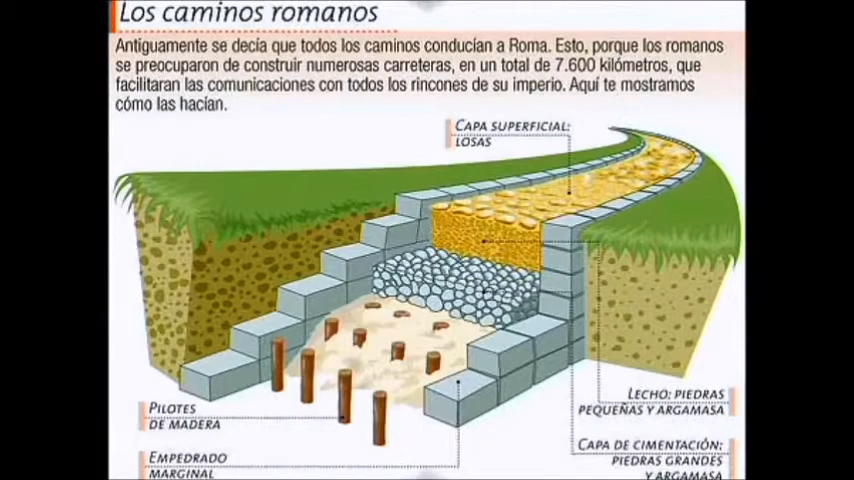 Los caminos romanos
Antiguamente se decía que todos los caminos conducían a Roma. Esto, porque los romanos
se preocuparon de construir numerosas carreteras, en un total de 7.600 kilómetros, que
facilitaran las comunicaciones con todos los rincones de su imperio. Aquí te mostramos
cómo las hacían.
CAPA SUPERFICIAL:
LOSAS
LECHO: PIEDRAS
PEQUEÑAS Y ARGAMASA
PILOTES
DE MADERA
CAPA DE CIMENTACIÓN:
PIEDRAS GRANDES
Y ARGAMASA
EMPEDRADO
MARGINAL